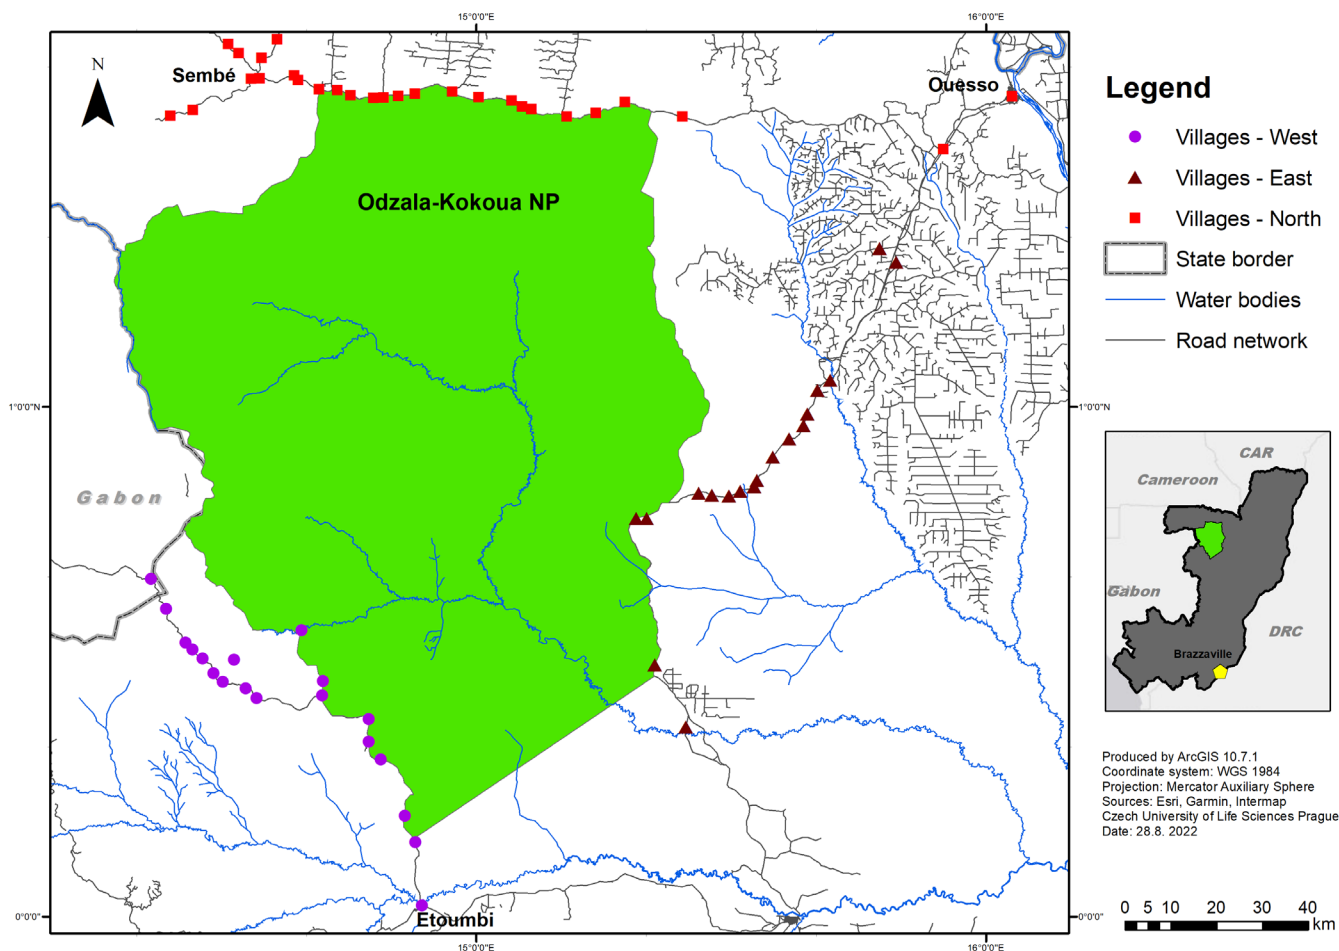 15°0'0"
16°0'0"
N
Sembé
Ouesso
Odzala-Kokoua NP
1°0'0"N
1°0'0"N
Gabon
Etoumbi
0°0'0"
0°0'0"
15°0'0"
16°0'0"
Legend
Villages - West
Villages - East
Villages - North
State border
Water bodies
Road network
CAR
Cameroon
Gabon
DRC
Brazzaville
Produced by ArcGIS 10.7.1
Coordinate system: WGS 1984
Projection: Mercator Auxiliary Sphere
Sources: Esri, Garmin, Intermap
Czech University of Life Sciences Prague
Date: 28.8. 2022
0 5 10 20 30 40
km